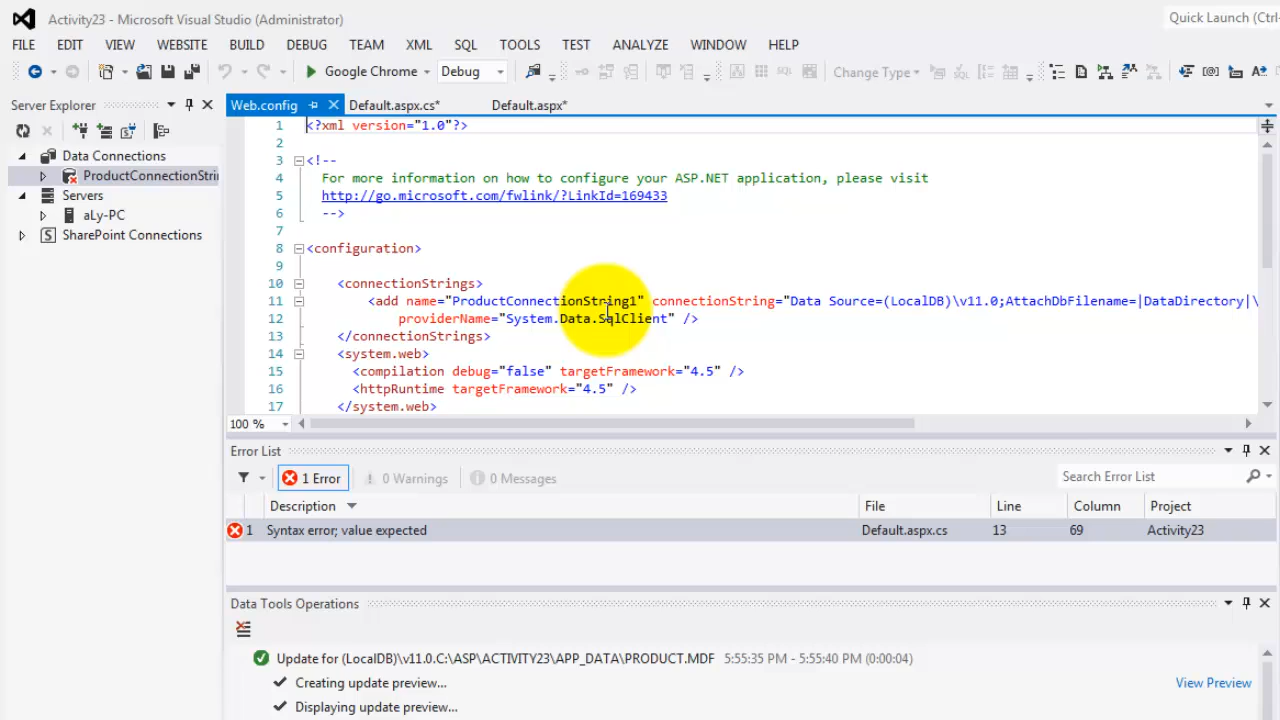 Activity23 - Microsoft Visual Studio (Administrator)
Quick Launch (Ctrl
FILE EDIT VIEW WEBSITE BUILD DEBUG TEAM XML SQL TOOLS TEST ANALYZE WINDOW HELP
Google Chrome Debug Change Type
Server Explorer
Web.config Default.aspx.cs* Default.aspx*
Data Connections
ProductConnectionStri
Servers
aLy-PC
SharePoint Connections
1 <?xml version="1.0"?>
2
3 <!--
4 For more information on how to configure your ASP.NET application, please visit
5 http://go.microsoft.com/fwlink/?LinkId=169433
6 -->
7
8 <configuration>
9
10 <connectionStrings>
11 <add name="ProductConnectionString1" connectionString="Data Source=(LocalDB)\v11.0;AttachDbFilename=|DataDirectory|\
12 providerName="System.Data.SqlClient" />
13 </connectionStrings>
14 <system.web>
15 <compilation debug="false" targetFramework="4.5" />
16 <httpRuntime targetFramework="4.5" />
17 </system.web>
100 %
Error List
1 Error 0 Warnings 0 Messages Search Error List
Description File Line Column Project
1 Syntax error; value expected Default.aspx.cs 13 69 Activity23
Data Tools Operations
Update for (LocalDB)\v11.0.C:\ASP\ACTIVITY23\APP_DATA\PRODUCT.MDF 5:55:35 PM - 5:55:40 PM (0:00:04)
Creating update preview... View Preview
Displaying update preview...